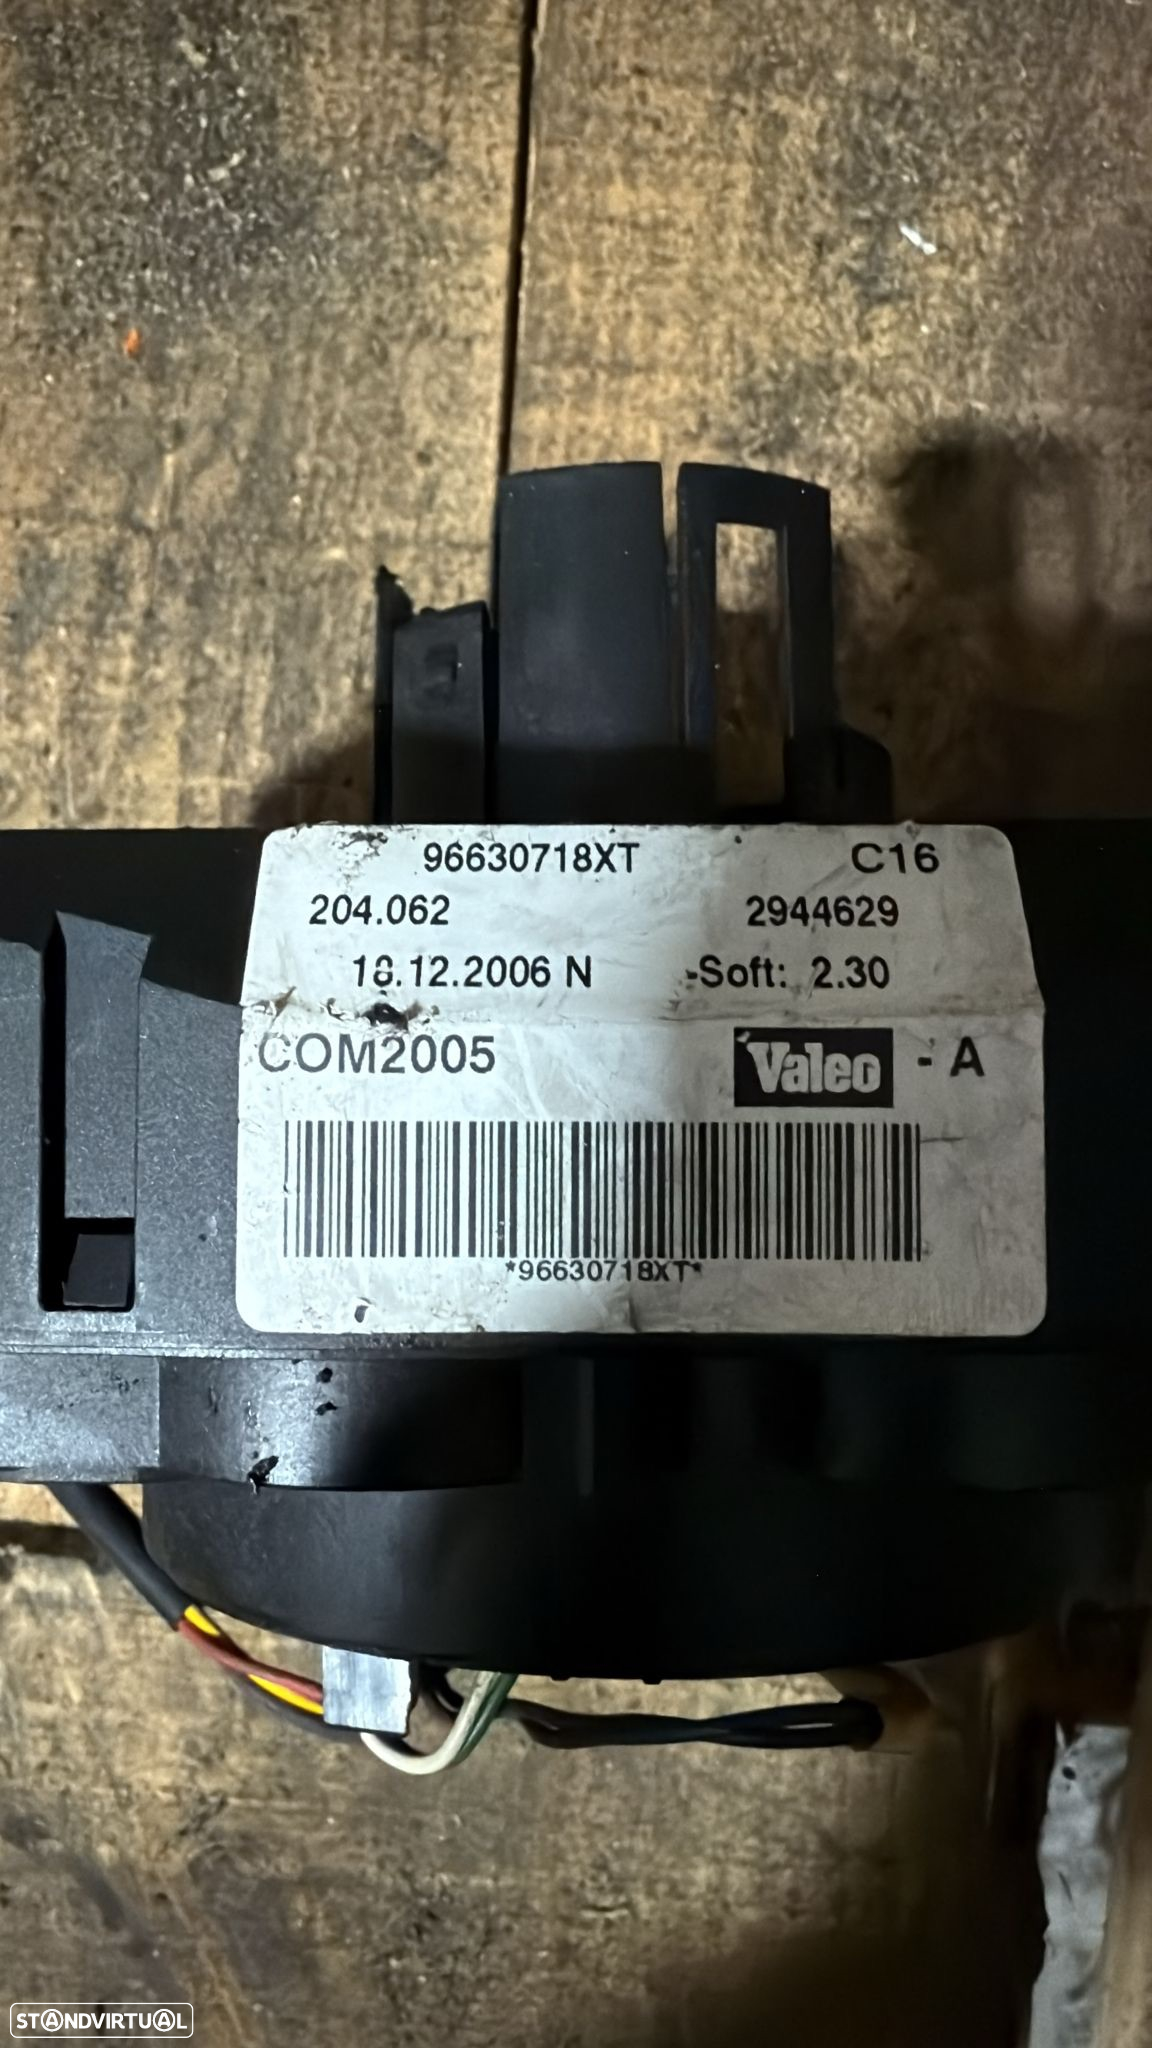 96630718XT C16
204.062 2944629
18.12.2006 N -Soft: 2.30
COM2005 Valeo - A
*96630718XT*
STANDVIRTUAL